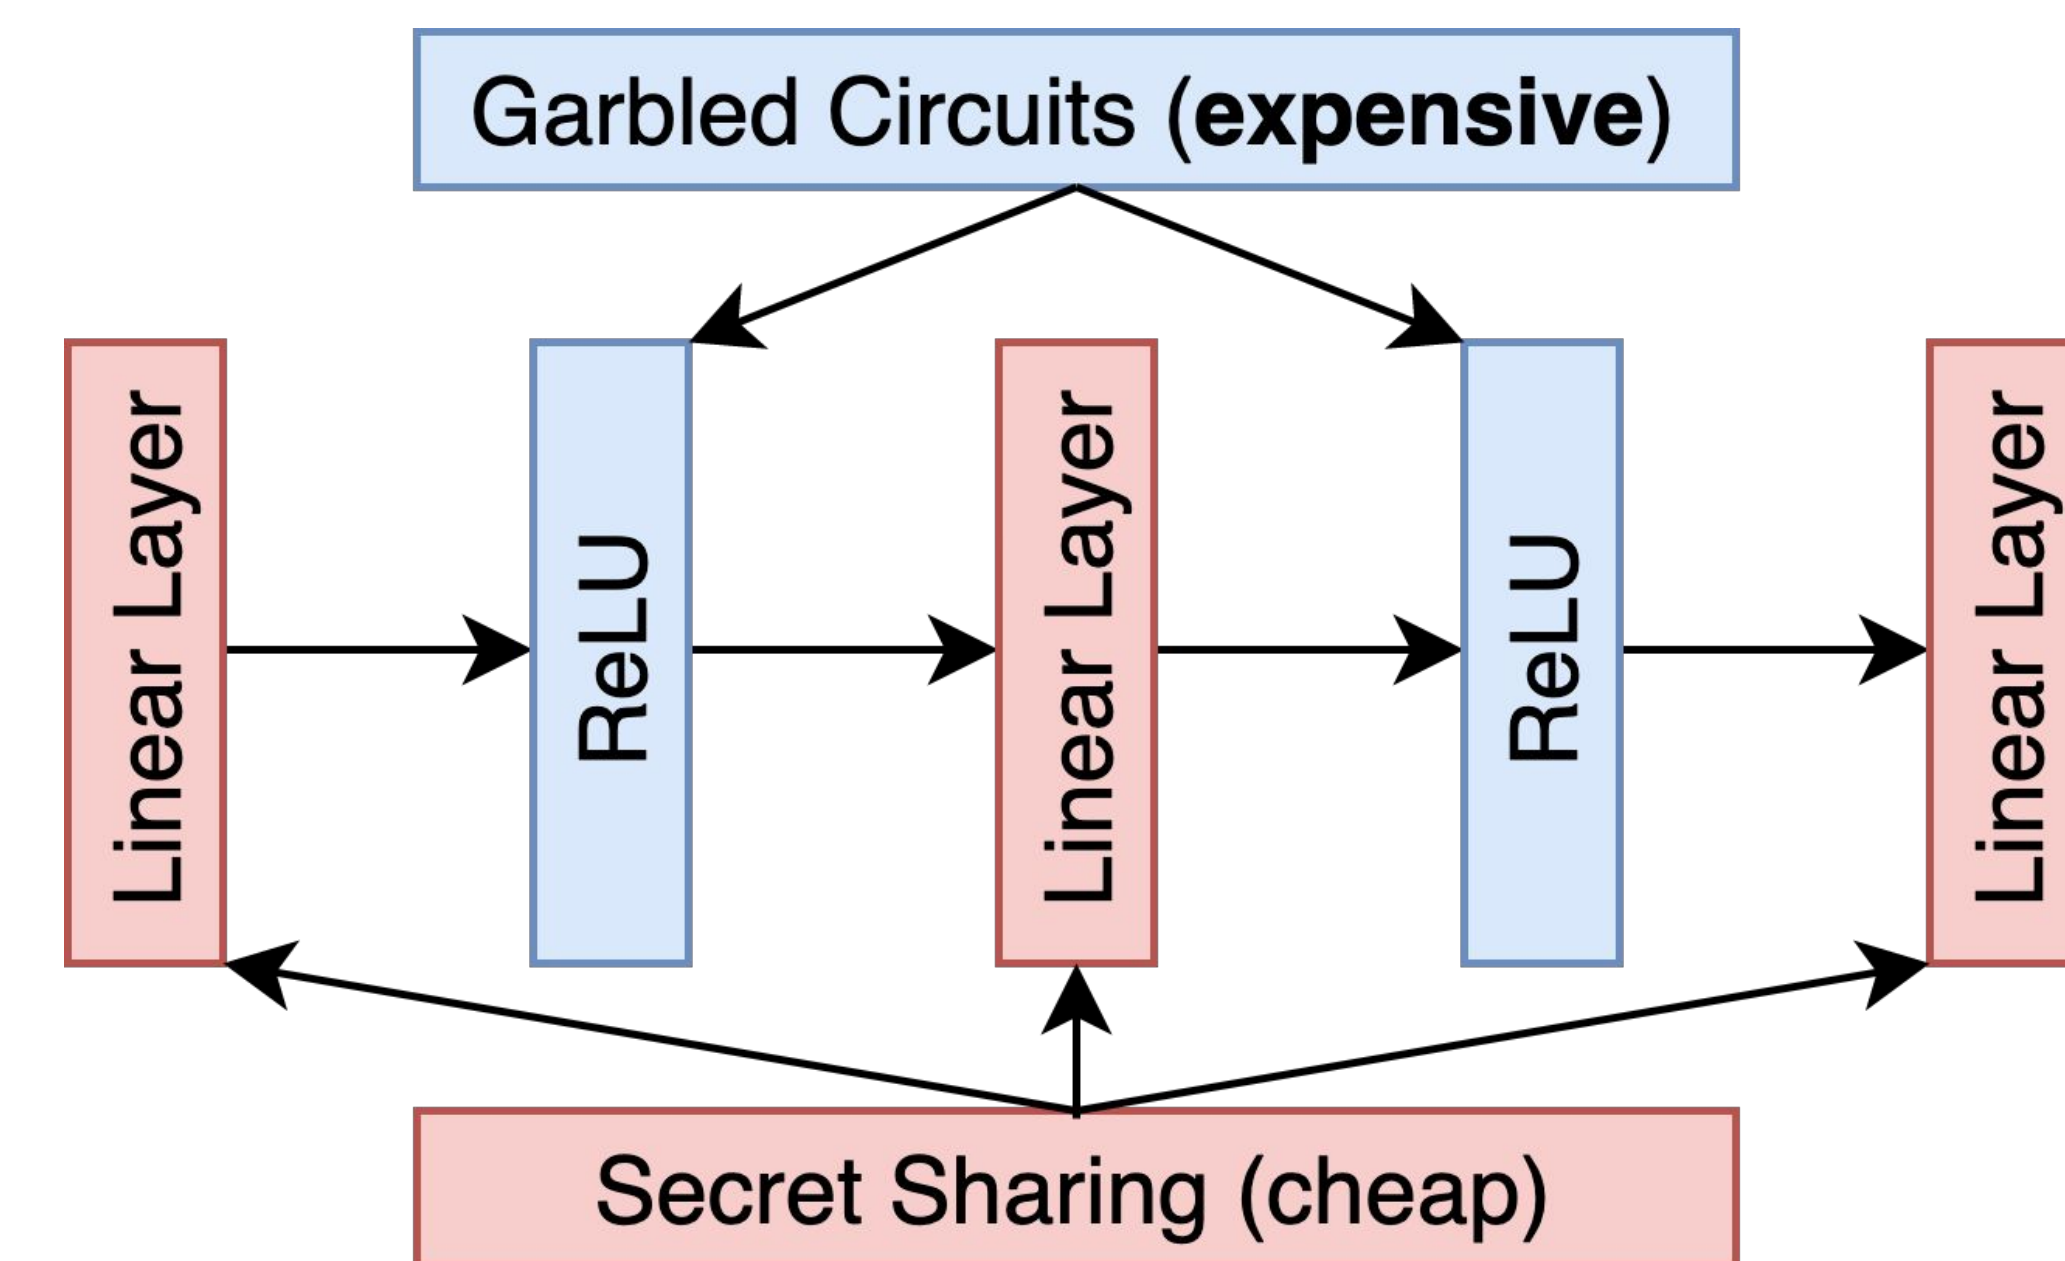 Garbled Circuits (expensive)
Linear Layer
ReLU
Linear Layer
ReLU
Linear Layer
Secret Sharing (cheap)